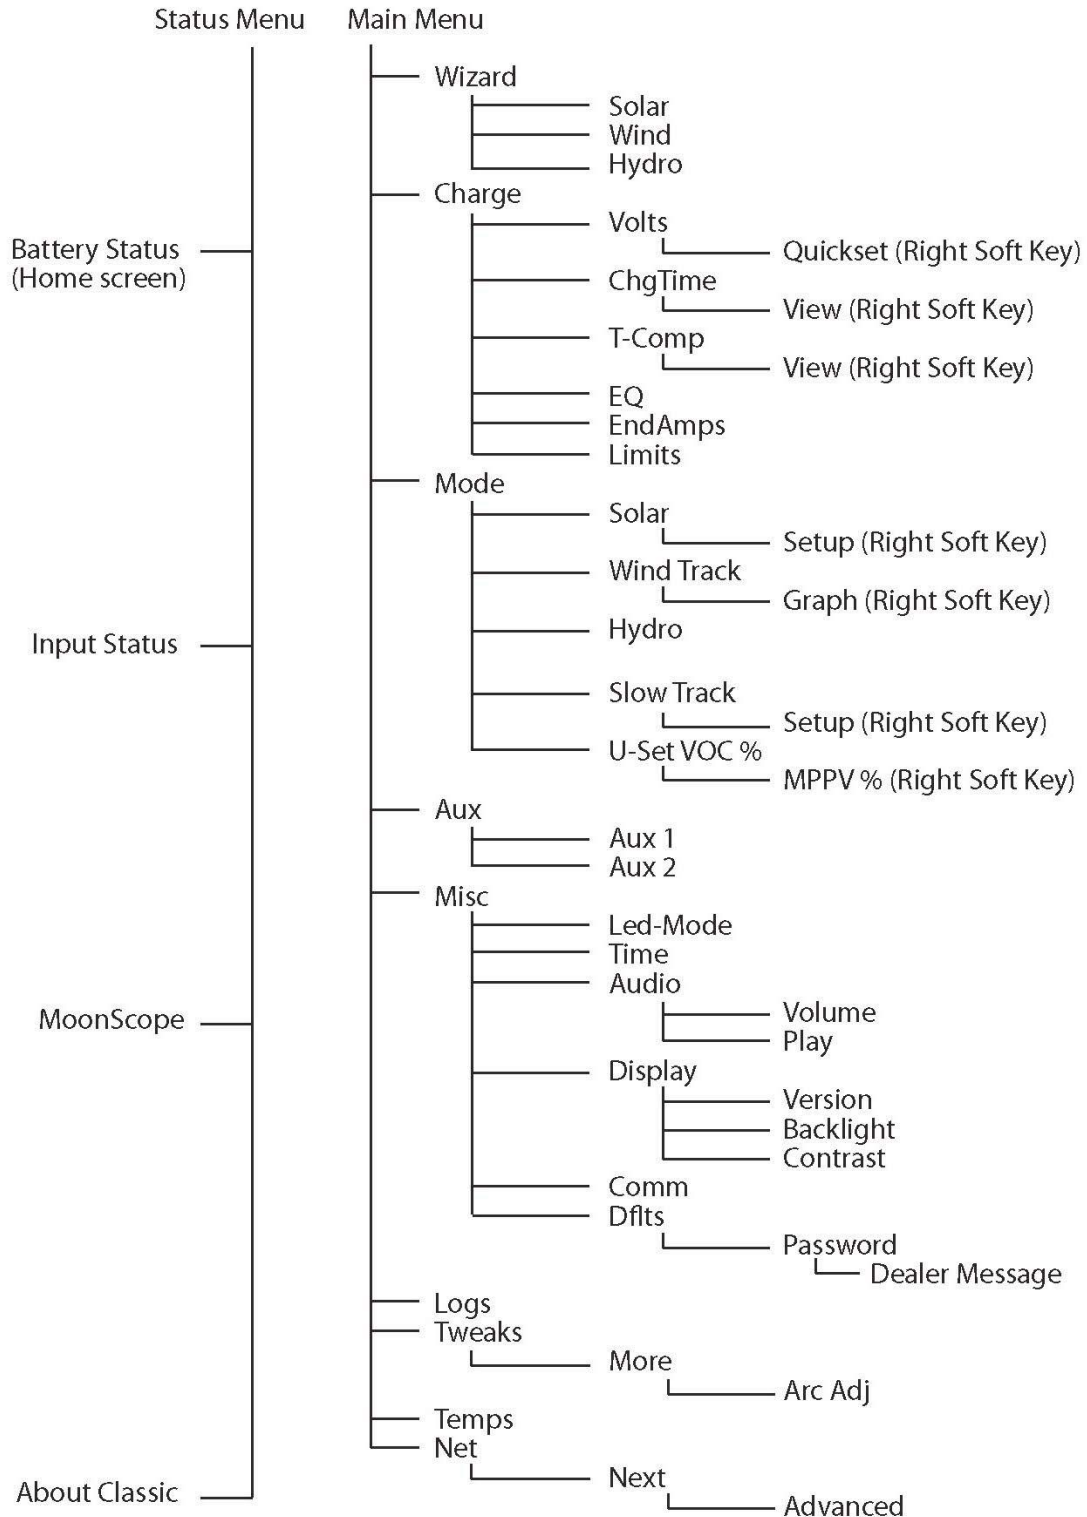 Status Menu
Main Menu
Wizard
Solar
Wind
Hydro
Charge
Volts
Battery Status
(Home screen)
Quickset (Right Soft Key)
ChgTime
View (Right Soft Key)
T-Comp
View (Right Soft Key)
EQ
EndAmps
Limits
Mode
Solar
Setup (Right Soft Key)
Wind Track
Graph (Right Soft Key)
Hydro
Input Status
Slow Track
Setup (Right Soft Key)
U-Set VOC %
MPPV % (Right Soft Key)
Aux
Aux 1
Aux 2
Misc
Led-Mode
Time
Audio
Volume
MoonScope
Play
Display
Version
Backlight
Contrast
Comm
Dflts
Password
Dealer Message
Logs
Tweaks
More
Arc Adj
Temps
Net
Next
About Classic
Advanced